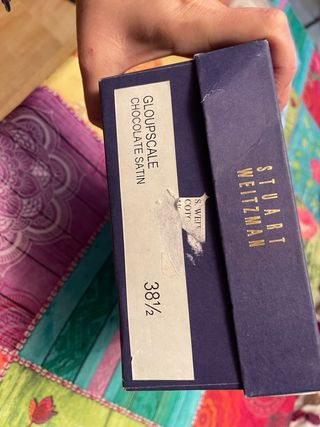 GLOUPSCALE
CHOCOLATE SATIN
38½
STUART
WEITZMAN